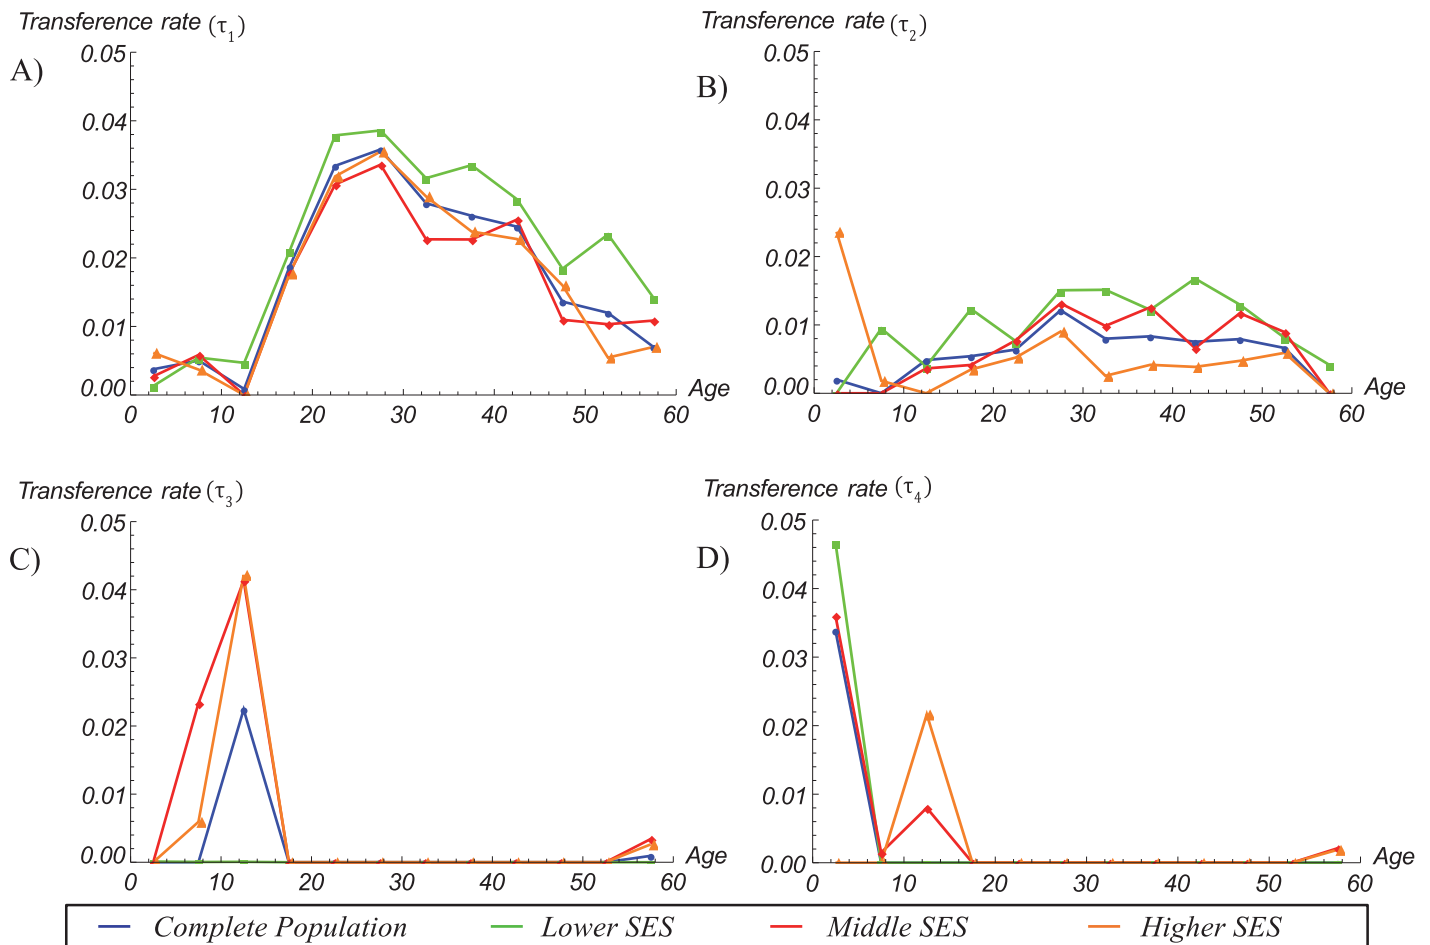 Transference rate (τ1)
A)
0.05
0.04
0.03
0.02
0.01
0.00
0 10 20 30 40 50 60
Age
Transference rate (τ2)
B)
0.05
0.04
0.03
0.02
0.01
0.00
0 10 20 30 40 50 60
Age
Transference rate (τ3)
C)
0.05
0.04
0.03
0.02
0.01
0.00
0 10 20 30 40 50 60
Age
Transference rate (τ4)
D)
0.05
0.04
0.03
0.02
0.01
0.00
0 10 20 30 40 50 60
Age
Complete Population Lower SES Middle SES Higher SES